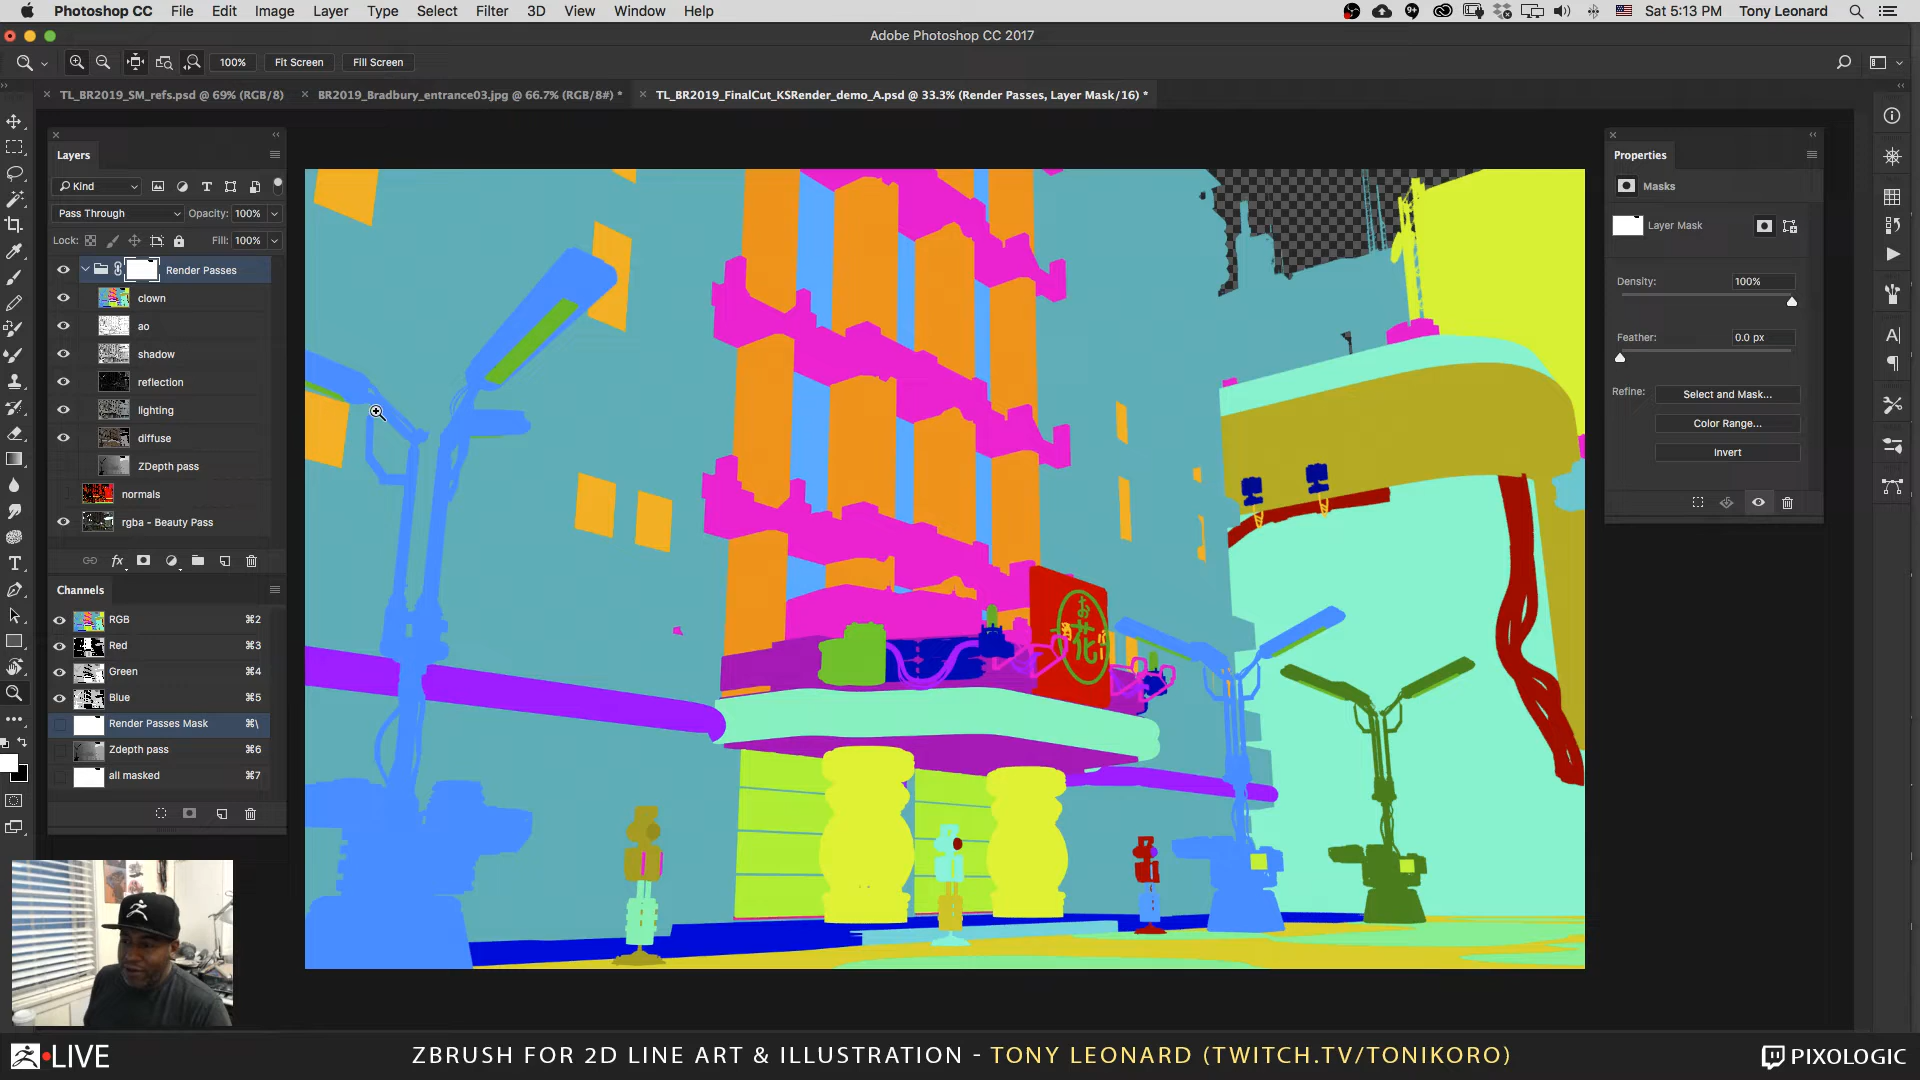 Photoshop CC File Edit Image Layer Type Select Filter 3D View Window Help Sat 5:13 PM Tony Leonard
Adobe Photoshop CC 2017
100% Fit Screen Fill Screen
TL_BR2019_SM_refs.psd @ 69% (RGB/8) BR2019_Bradbury_entrance03.jpg @ 66.7% (RGB/8#) * TL_BR2019_FinalCut_KSRender_demo_A.psd @ 33.3% (Render Passes, Layer Mask/16) *
Layers
Kind
Pass Through Opacity: 100%
Lock: Fill: 100%
Render Passes
clown
ao
shadow
reflection
lighting
diffuse
ZDepth pass
normals
rgba - Beauty Pass
fx
Channels
RGB ⌘2
Red ⌘3
Green ⌘4
Blue ⌘5
Render Passes Mask ⌘\
Zdepth pass ⌘6
all masked ⌘7
Properties
Masks
Layer Mask
Density: 100%
Feather: 0.0 px
Refine: Select and Mask...
Color Range...
Invert
お花
LIVE
ZBRUSH FOR 2D LINE ART & ILLUSTRATION - TONY LEONARD (TWITCH.TV/TONIKORO)
PIXOLOGIC